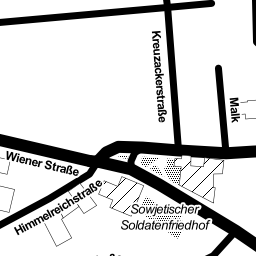 Kreuzackerstraße
Malk
Wiener Straße
Himmelreichstraße
Sowjetischer
Soldatenfriedhof